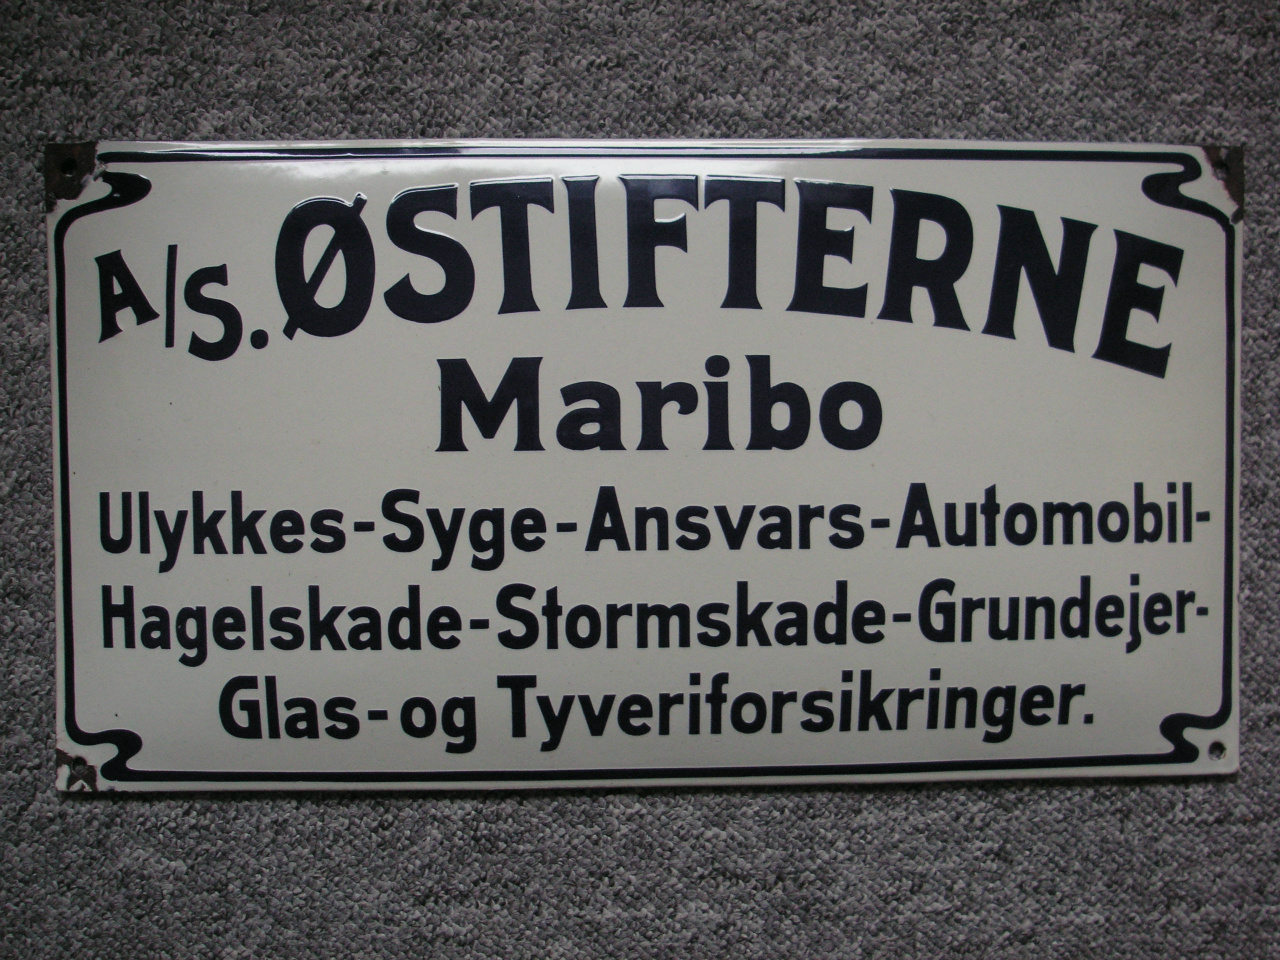 A/S. ØSTIFTERNE
Maribo
Ulykkes-Syge-Ansvars-Automobil-
Hagelskade-Stormskade-Grundejer-
Glas- og Tyveriforsikringer.